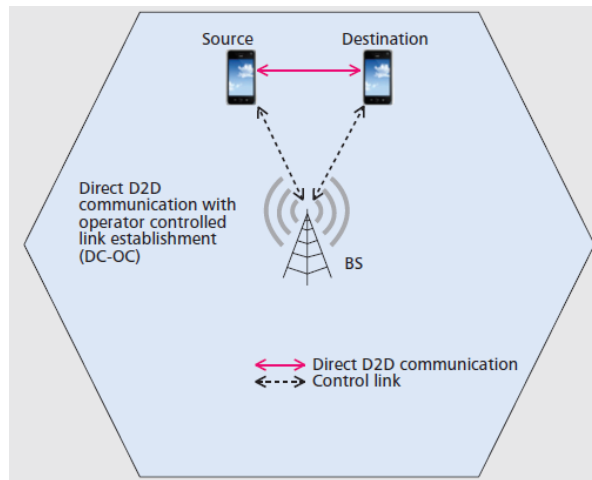 Source
Destination
Direct D2D
communication with
operator controlled
link establishment
(DC-OC)
BS
Direct D2D communication
Control link